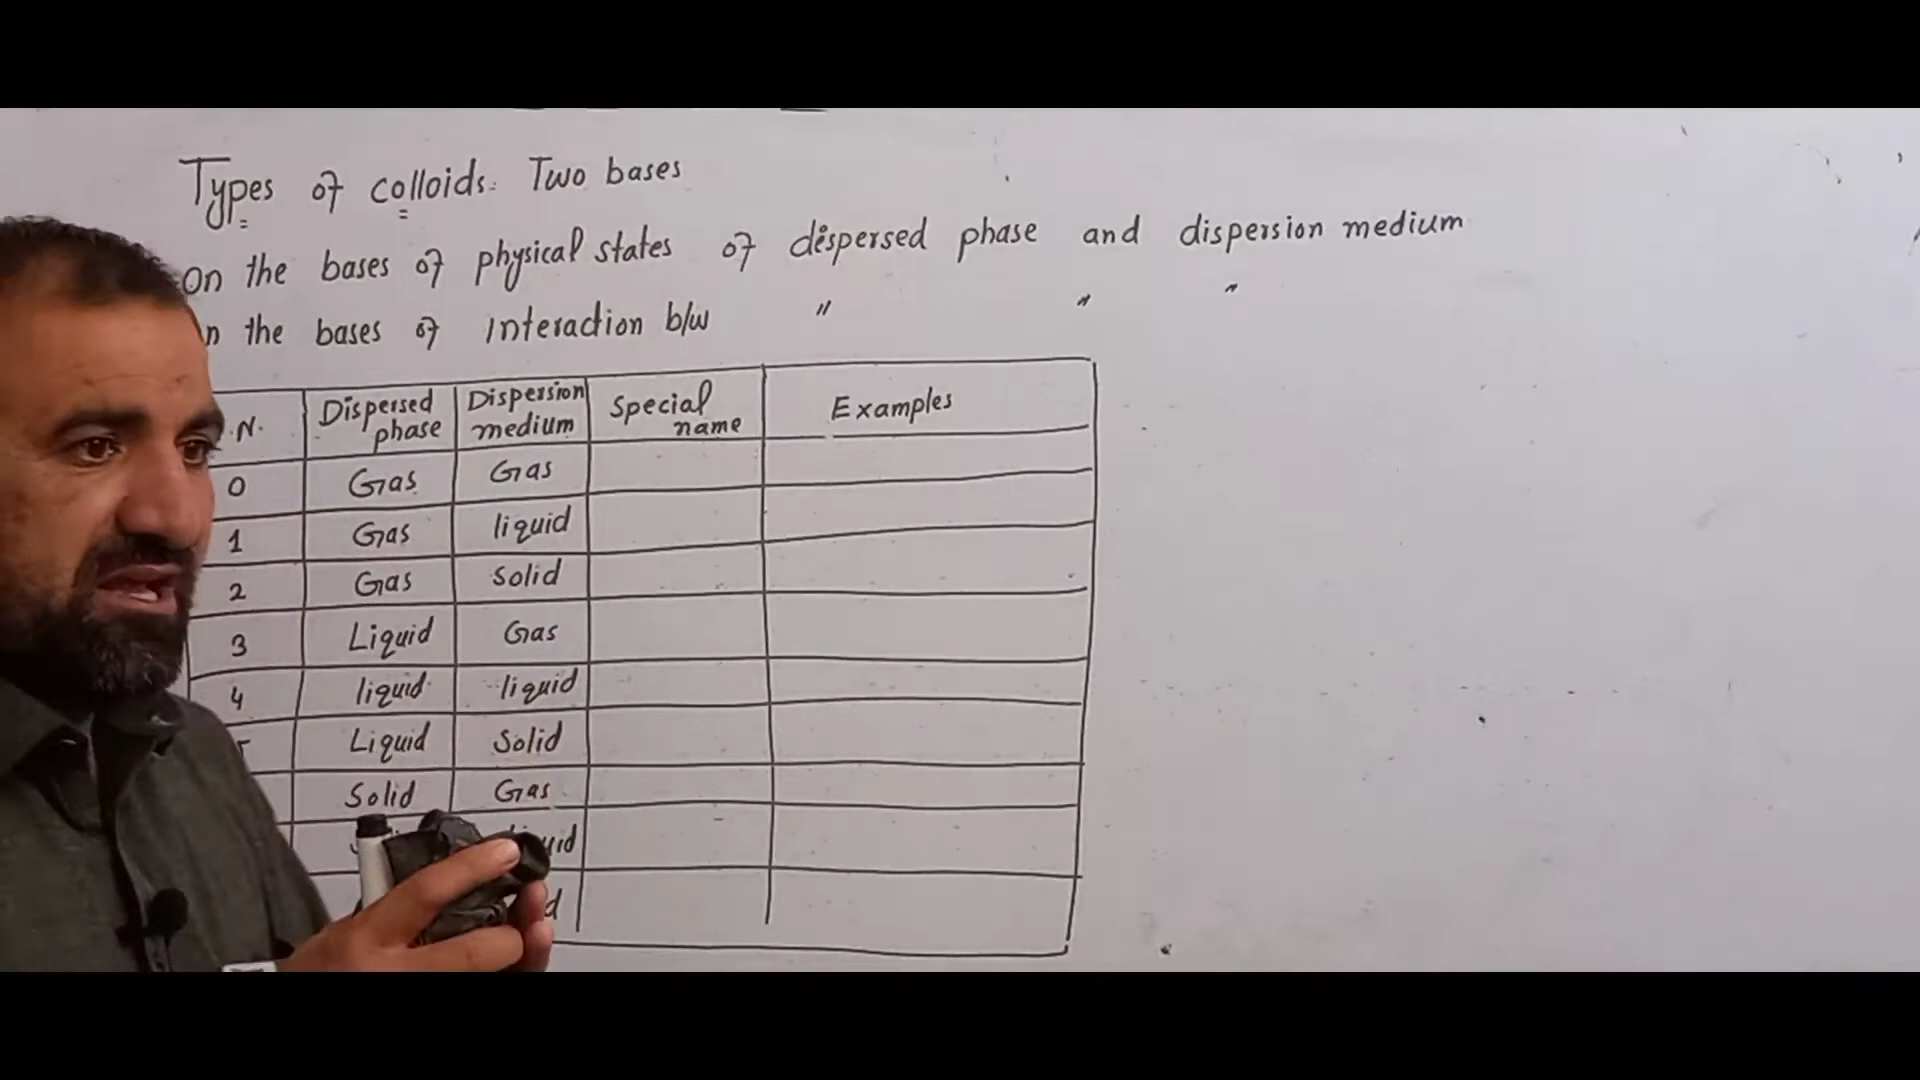 Types of colloids: Two bases
On the bases of physical states of dispersed phase and dispersion medium
n the bases of interaction b/w " " "
.N. Dispersed phase Dispersion medium Special name Examples
0 Gas Gas
1 Gas liquid
2 Gas Solid
3 Liquid Gas
4 liquid liquid
Liquid Solid
Solid Gas
uid
d